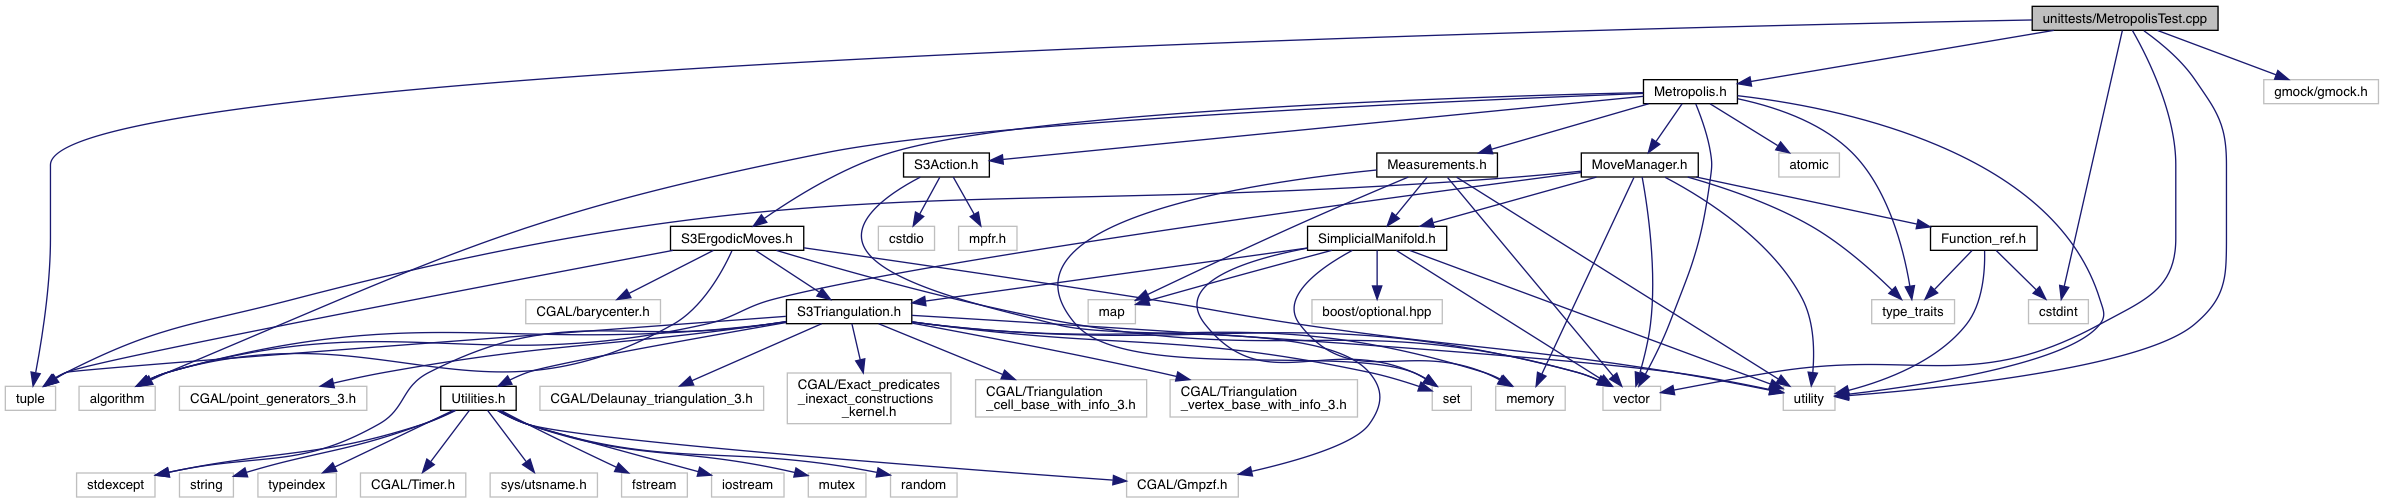 unittests/MetropolisTest.cpp
Metropolis.h
gmock/gmock.h
S3Action.h
Measurements.h
MoveManager.h
atomic
S3ErgodicMoves.h
cstdio
mpfr.h
SimplicialManifold.h
Function_ref.h
CGAL/barycenter.h
S3Triangulation.h
map
boost/optional.hpp
type_traits
cstdint
tuple
algorithm
CGAL/point_generators_3.h
Utilities.h
CGAL/Delaunay_triangulation_3.h
CGAL/Exact_predicates
_inexact_constructions
_kernel.h
CGAL/Triangulation
_cell_base_with_info_3.h
CGAL/Triangulation
_vertex_base_with_info_3.h
set
memory
vector
utility
stdexcept
string
typeindex
CGAL/Timer.h
sys/utsname.h
fstream
iostream
mutex
random
CGAL/Gmpzf.h